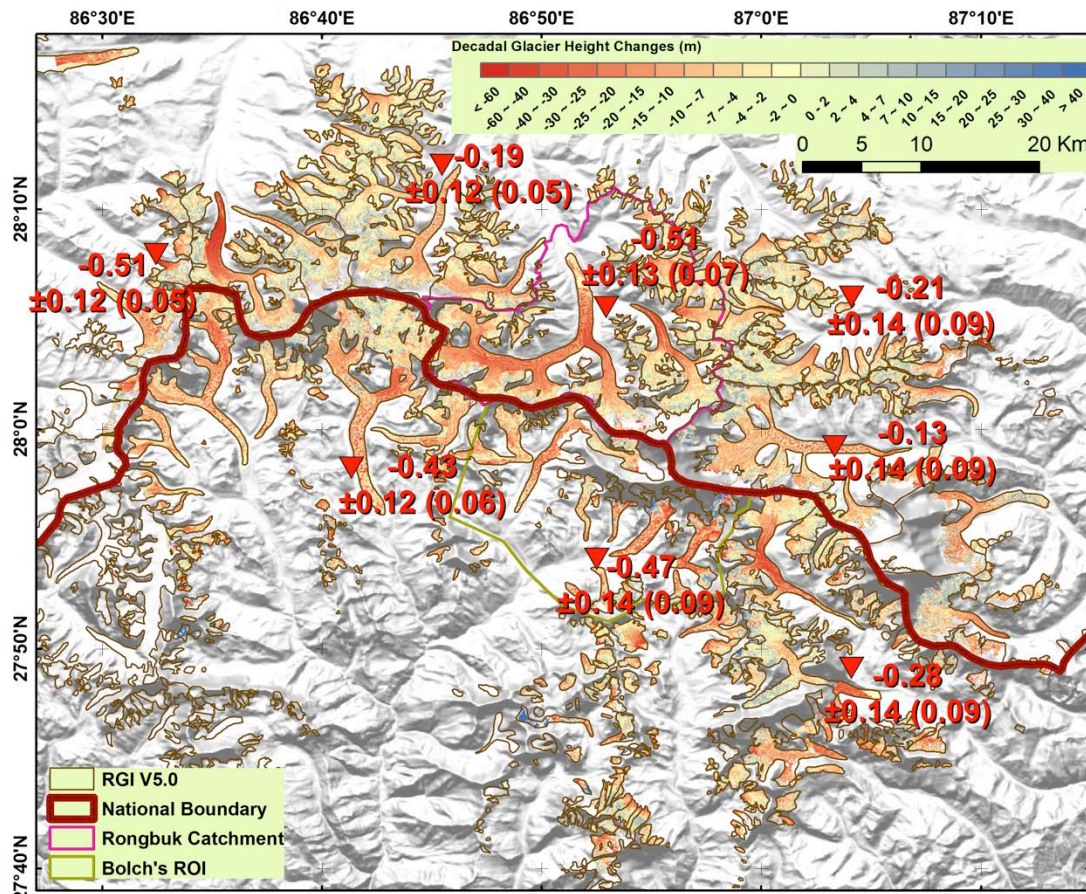 86°30'E 86°40'E 86°50'E 87°0'E 87°10'E
Decadal Glacier Height Changes (m)
< -60 -60 ~ -40 -40 ~ -30 -30 ~ -25 -25 ~ -20 -20 ~ -15 -15 ~ -10 -10 ~ -7 -7 ~ -4 -4 ~ -2 -2 ~ 0 0 ~ 2 2 ~ 4 4 ~ 7 7 ~ 10 10 ~ 15 15 ~ 20 20 ~ 25 25 ~ 30 30 ~ 40 > 40
0 5 10 20 Km
28°10'N
28°0'N
27°50'N
27°40'N
-0.19
±0.12 (0.05)
-0.51
±0.12 (0.05)
-0.51
±0.13 (0.07)
-0.21
±0.14 (0.09)
-0.13
±0.14 (0.09)
-0.43
±0.12 (0.06)
-0.47
±0.14 (0.09)
-0.28
±0.14 (0.09)
RGI V5.0
National Boundary
Rongbuk Catchment
Bolch's ROI